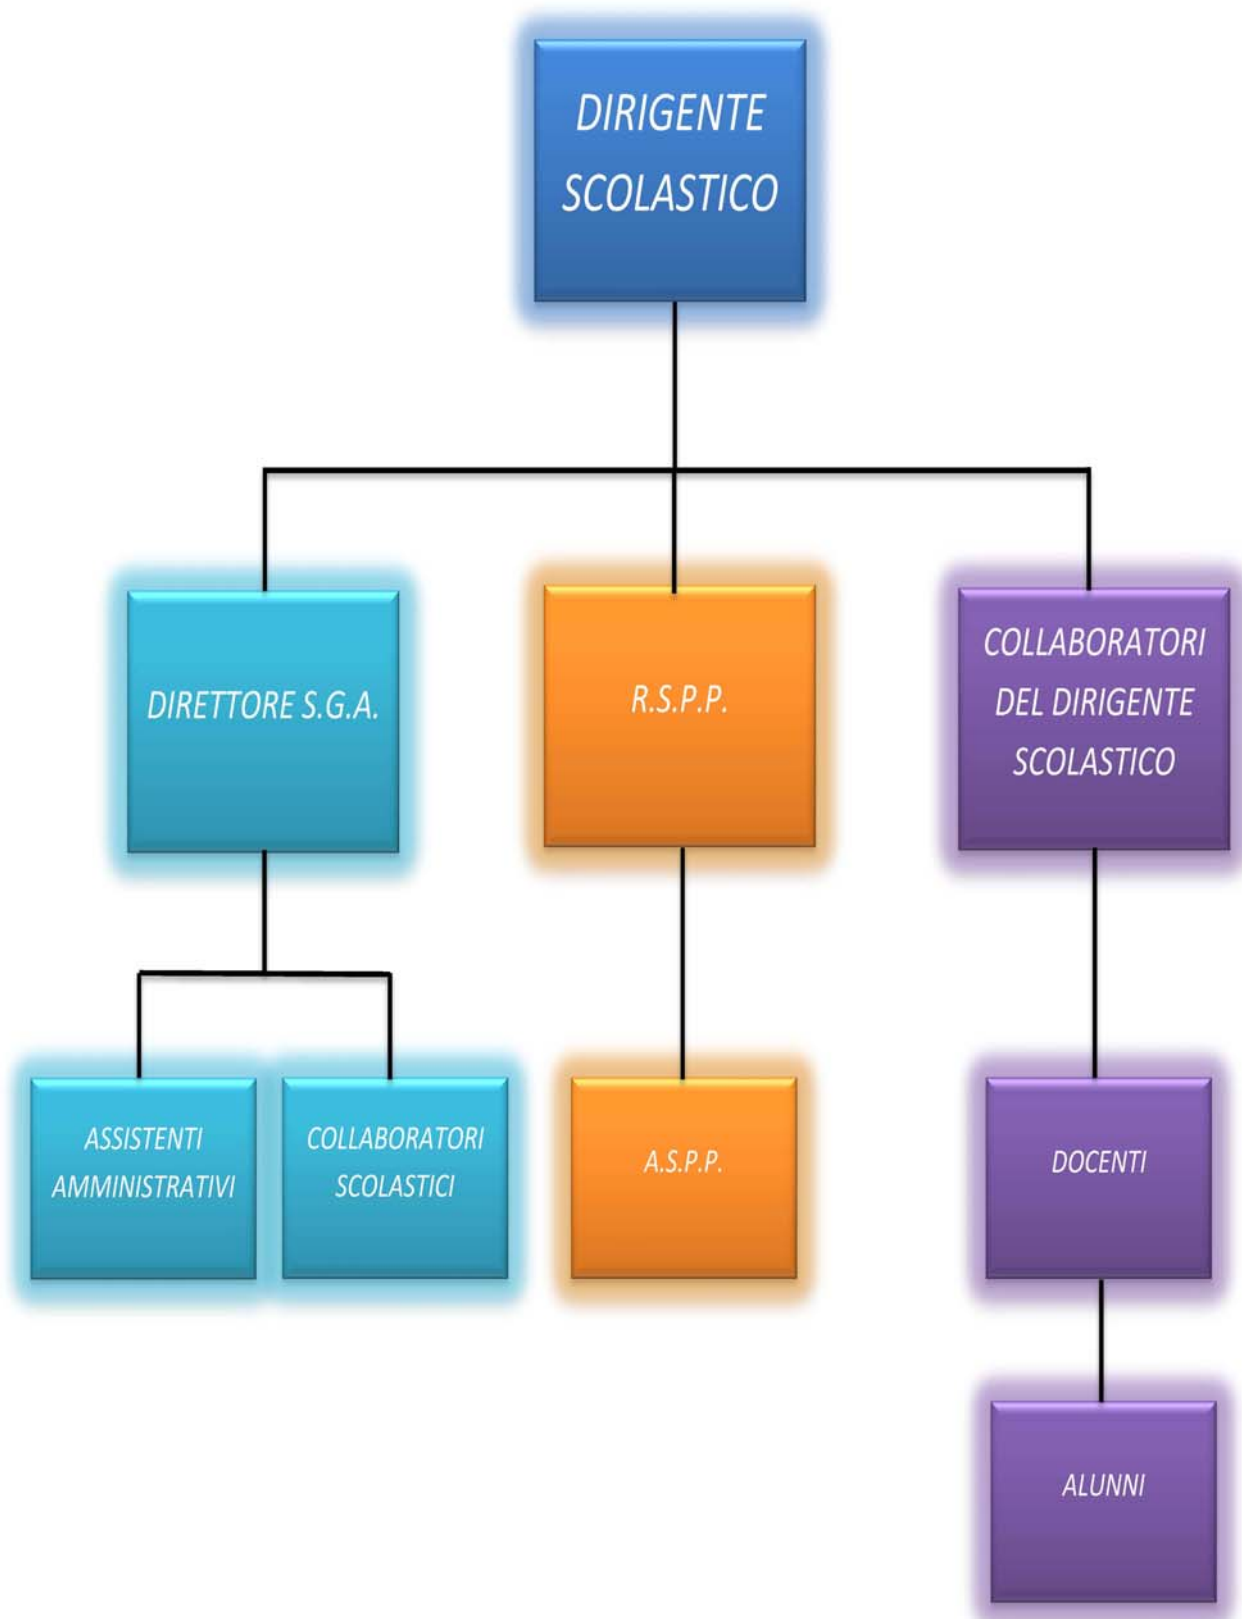 DIRIGENTE
SCOLASTICO
DIRETTORE S.G.A.
R.S.P.P.
COLLABORATORI
DEL DIRIGENTE
SCOLASTICO
ASSISTENTI
AMMINISTRATIVI
COLLABORATORI
SCOLASTICI
A.S.P.P.
DOCENTI
ALUNNI